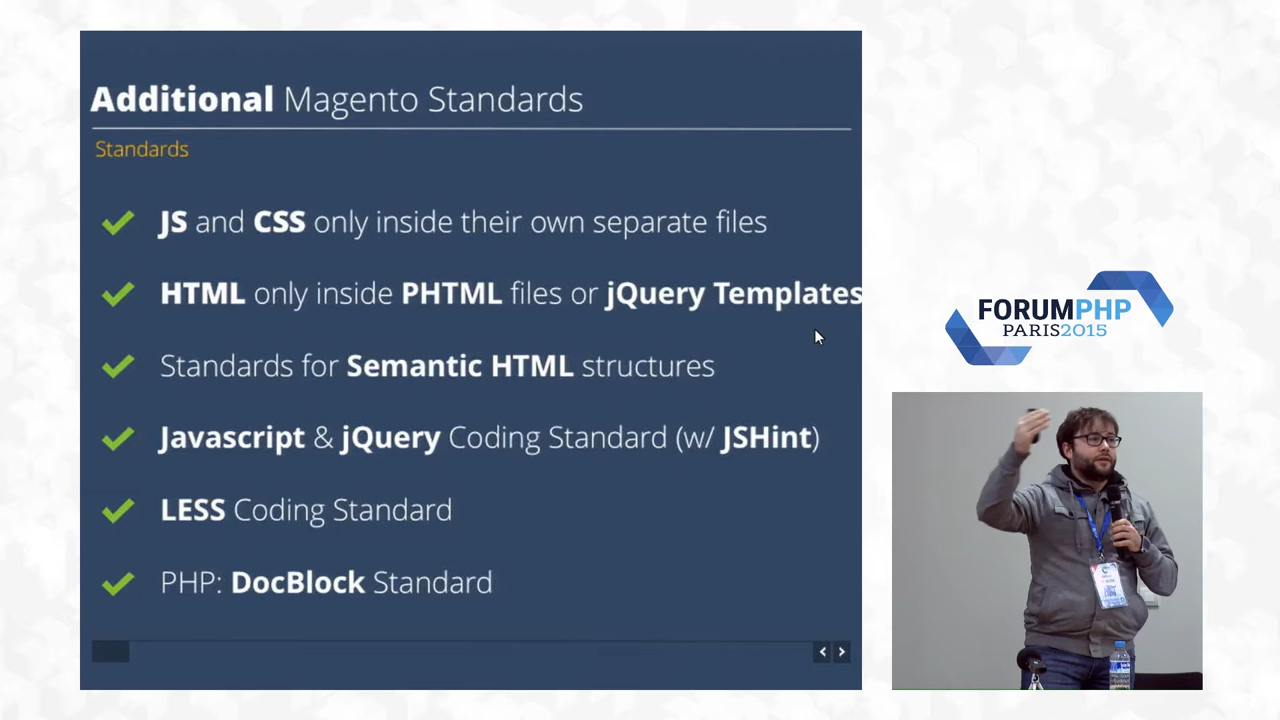 Additional Magento Standards
Standards
JS and CSS only inside their own separate files
HTML only inside PHTML files or jQuery Templates
Standards for Semantic HTML structures
Javascript & jQuery Coding Standard (w/ JSHint)
LESS Coding Standard
PHP: DocBlock Standard
FORUMPHP
PARIS2015